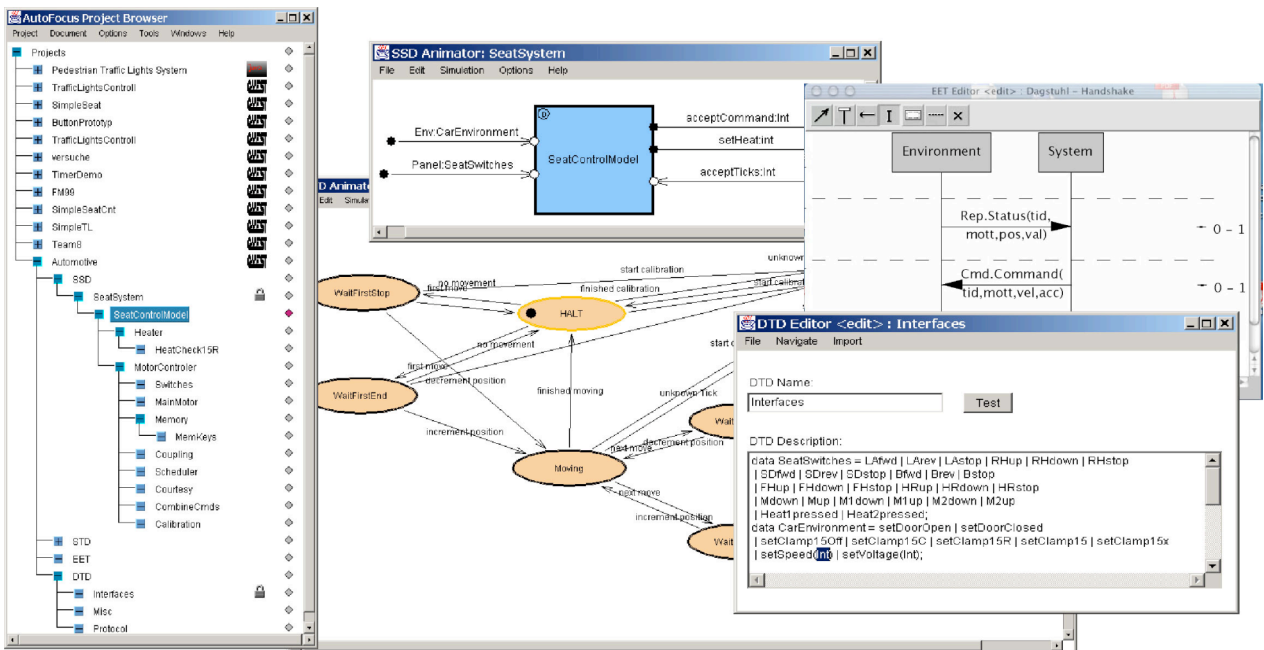 AutoFocus Project Browser
Project Document Options Tools Windows Help
Projects
Pedestrian Traffic Lights System
TrafficLightsControll
SimpleSeat
ButtonPrototyp
TrafficLightsControll
versuche
TimerDemo
FM99
SimpleSeatCnt
SimpleTL
Team8
Automotive
SSD
SeatSystem
SeatControlModel
Heater
HeatCheck15R
MotorControler
Switches
MainMotor
Memory
MemKeys
Coupling
Scheduler
Courtesy
CombineCmds
Calibration
STD
EET
DTD
Interfaces
Misc
Protocol
SSD Animator: SeatSystem
File Edit Simulation Options Help
Env:CarEnvironment
Panel:SeatSwitches
SeatControlModel
acceptCommand:Int
setHeat:int
acceptTicks:Int
D Animat
Edit Simula
WaitFirstStop
no movement
first move
start calibration
finished calibration
unknow
start calibra
HALT
no movement
first move
decrement position
WaitFirstEnd
finished moving
start c
unknown Tick
increment position
Moving
next move
decrement position
Wait
next move
increment position
Wait
EET Editor <edit> : Dagstuhl – Handshake
Environment
System
Rep.Status(tid,
mott,pos,val)
0 – 1
Cmd.Command(
tid,mott,vel,acc)
0 – 1
DTD Editor <edit> : Interfaces
File Navigate Import
DTD Name:
Interfaces
Test
DTD Description:
data SeatSwitches = LAfwd | LArev | LAstop | RHup | RHdown | RHstop
| SDfwd | SDrev | SDstop | Bfwd | Brev | Bstop
| FHup | FHdown | FHstop | HRup | HRdown | HRstop
| Mdown | Mup | M1down | M1up | M2down | M2up
| Heat1pressed | Heat2pressed;
data CarEnvironment = setDoorOpen | setDoorClosed
| setClamp15Off | setClamp15C | setClamp15R | setClamp15 | setClamp15x
| setSpeed(Int) | setVoltage(Int);